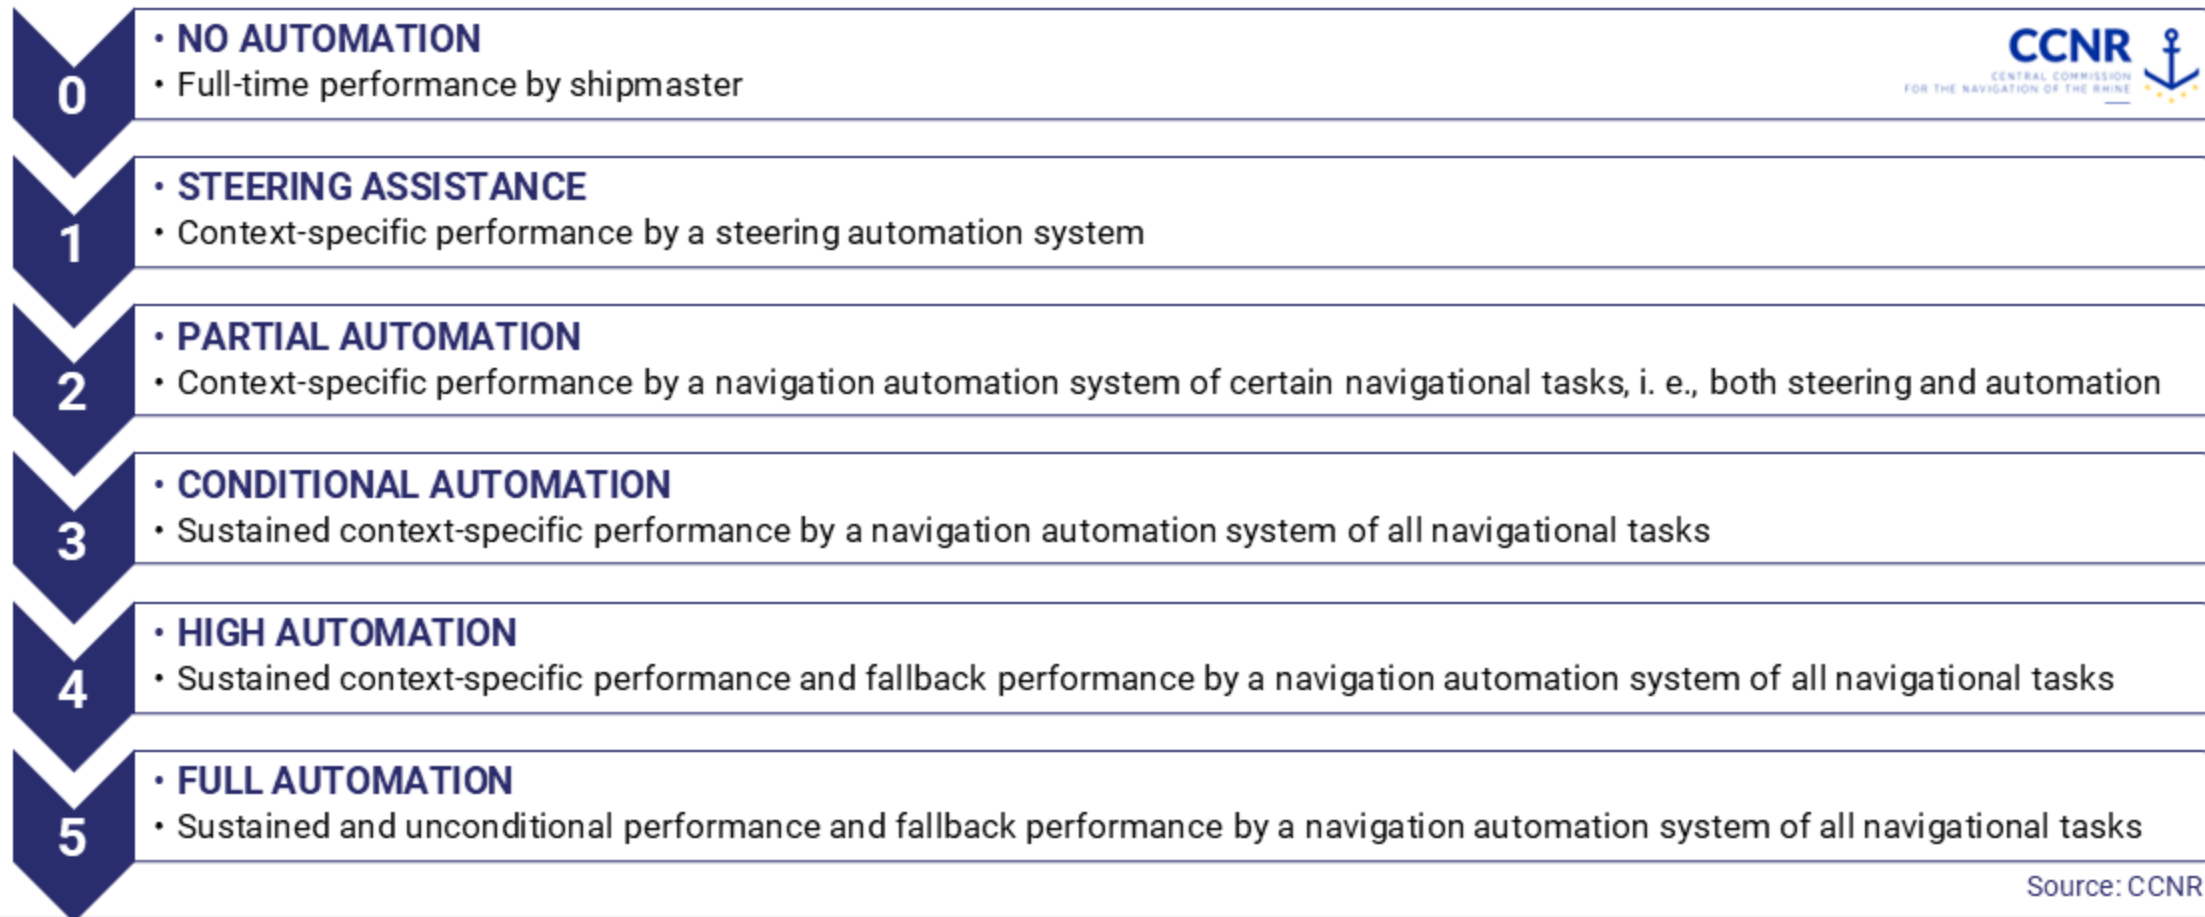 0
• NO AUTOMATION
• Full-time performance by shipmaster
CCNR
CENTRAL COMMISSION
FOR THE NAVIGATION OF THE RHINE
1
• STEERING ASSISTANCE
• Context-specific performance by a steering automation system
2
• PARTIAL AUTOMATION
• Context-specific performance by a navigation automation system of certain navigational tasks, i. e., both steering and automation
3
• CONDITIONAL AUTOMATION
• Sustained context-specific performance by a navigation automation system of all navigational tasks
4
• HIGH AUTOMATION
• Sustained context-specific performance and fallback performance by a navigation automation system of all navigational tasks
5
• FULL AUTOMATION
• Sustained and unconditional performance and fallback performance by a navigation automation system of all navigational tasks
Source: CCNR